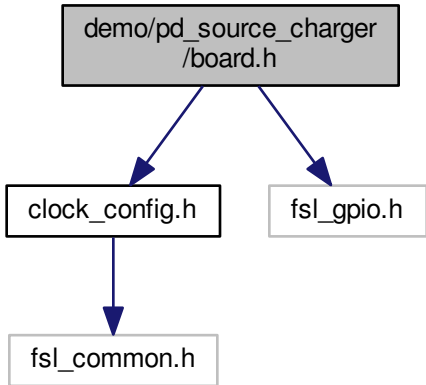 demo/pd_source_charger
/board.h
clock_config.h
fsl_gpio.h
fsl_common.h